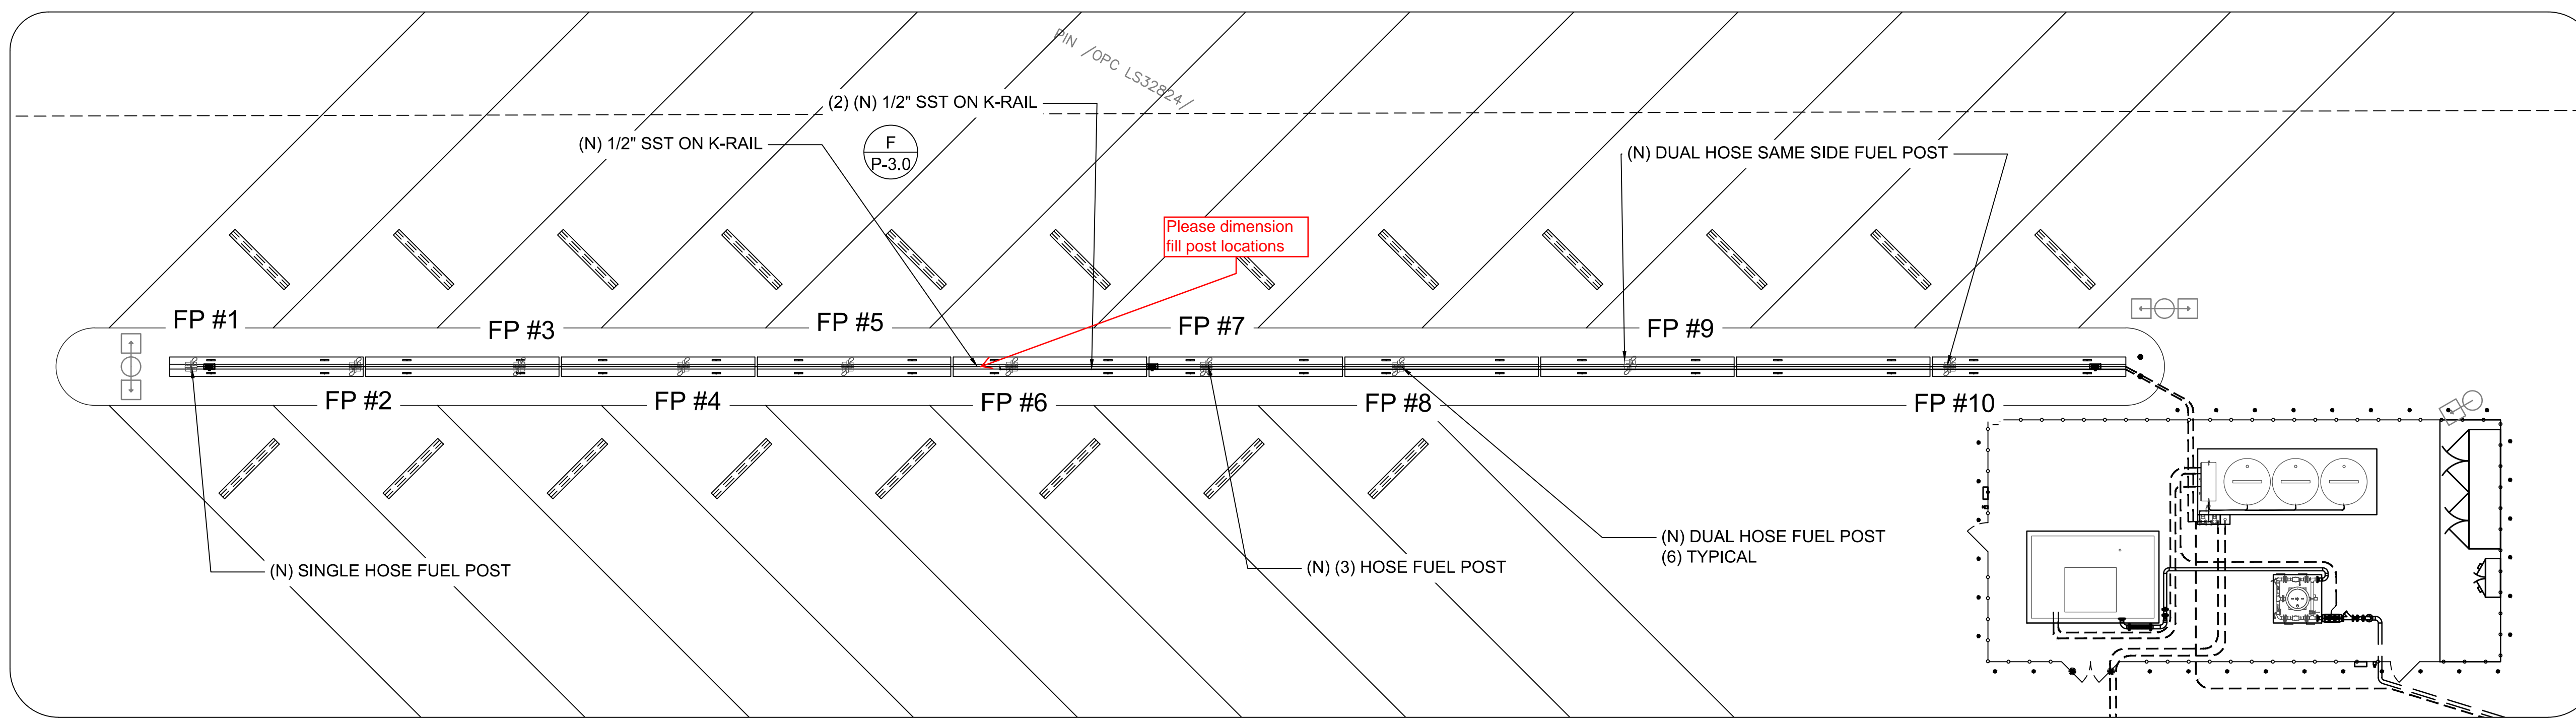 PIN /OPC LS32824/
(2) (N) 1/2" SST ON K-RAIL
(N) 1/2" SST ON K-RAIL
F
P-3.0
(N) DUAL HOSE SAME SIDE FUEL POST
Please dimension
fill post locations
FP #1
FP #3
FP #5
FP #7
FP #9
FP #2
FP #4
FP #6
FP #8
FP #10
(N) SINGLE HOSE FUEL POST
(N) (3) HOSE FUEL POST
(N) DUAL HOSE FUEL POST
(6) TYPICAL